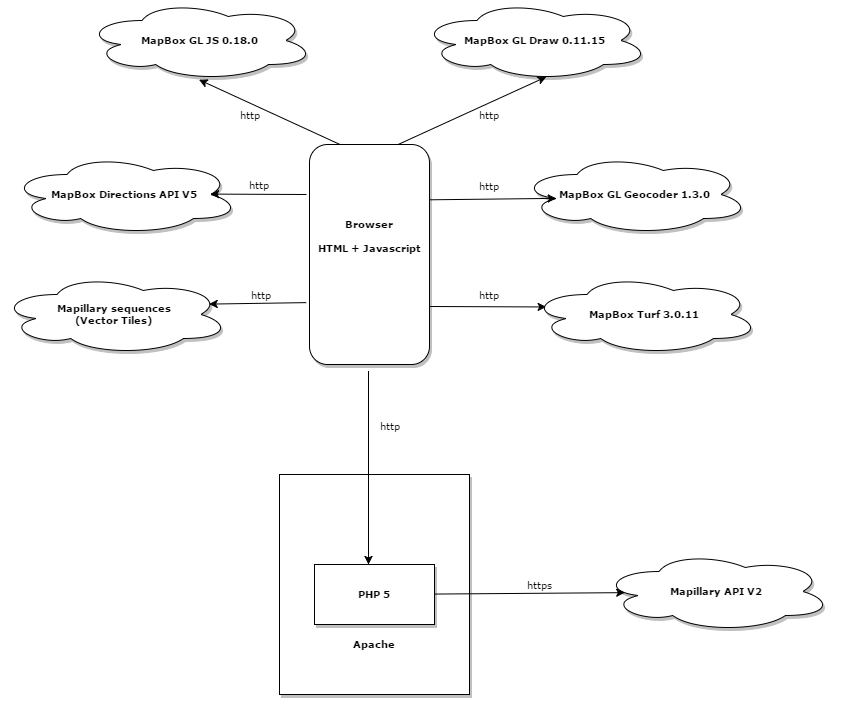 MapBox GL JS 0.18.0
MapBox GL Draw 0.11.15
http
http
MapBox Directions API V5
http
http
MapBox GL Geocoder 1.3.0
Browser
HTML + Javascript
Mapillary sequences
(Vector Tiles)
http
http
MapBox Turf 3.0.11
http
PHP 5
https
Mapillary API V2
Apache